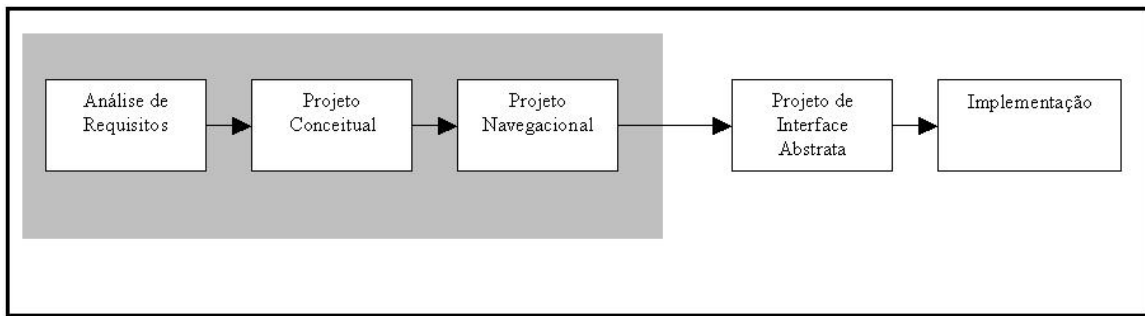 Análise de
Requisitos
Projeto
Conceitual
Projeto
Navegacional
Projeto de
Interface
Abstrata
Implementação